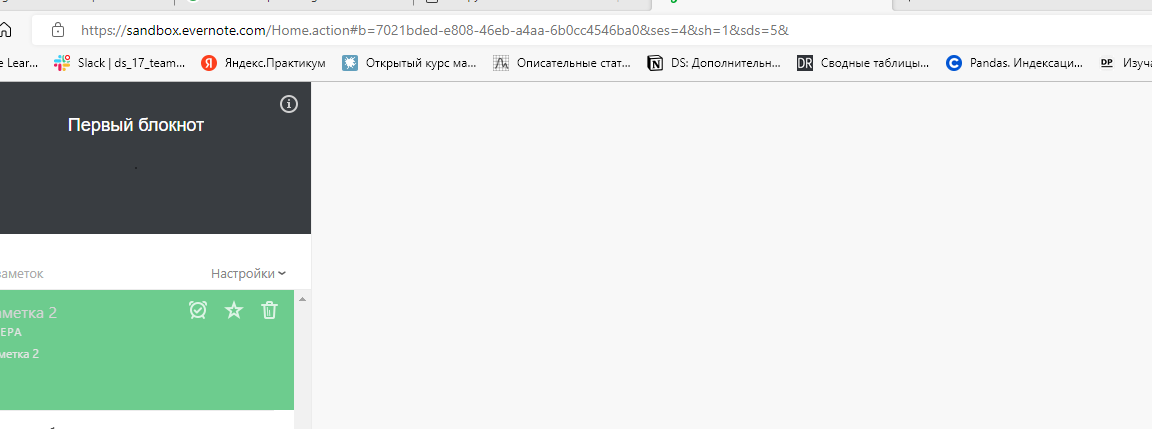 https://sandbox.evernote.com/Home.action#b=7021bded-e808-46eb-a4aa-6b0cc4546ba0&ses=4&sh=1&sds=5&
e Lear... Slack | ds_17_team... Яндекс.Практикум Открытый курс ма... Описательные стат... DS: Дополнительн... Сводные таблицы... Pandas. Индексаци... Изуча
Первый блокнот
заметок Настройки
аметка 2
ЕРА
метка 2